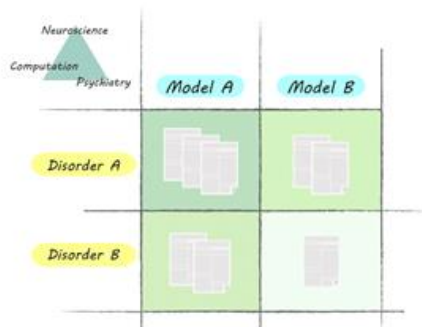 Neuroscience
Computation
Psychiatry
Model A
Model B
Disorder A
Disorder B